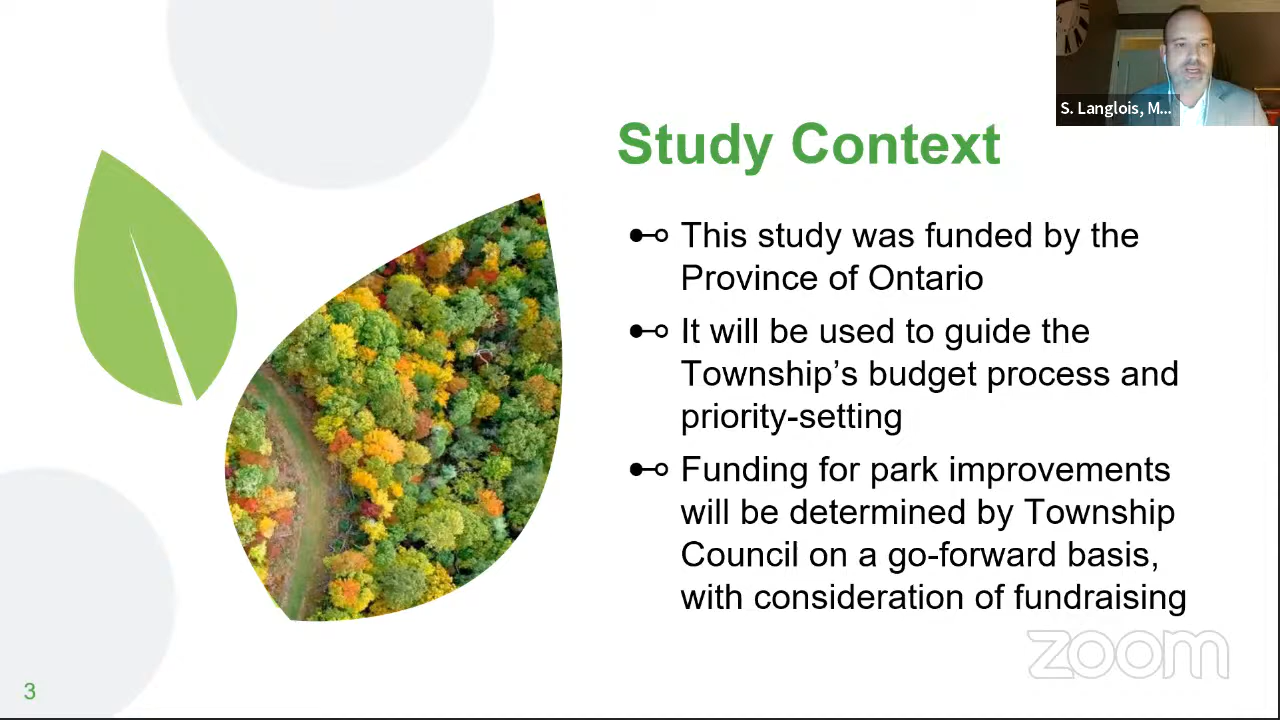 S. Langlois, M...
Study Context
This study was funded by the
Province of Ontario
It will be used to guide the
Township’s budget process and
priority-setting
Funding for park improvements
will be determined by Township
Council on a go-forward basis,
with consideration of fundraising
zoom
3